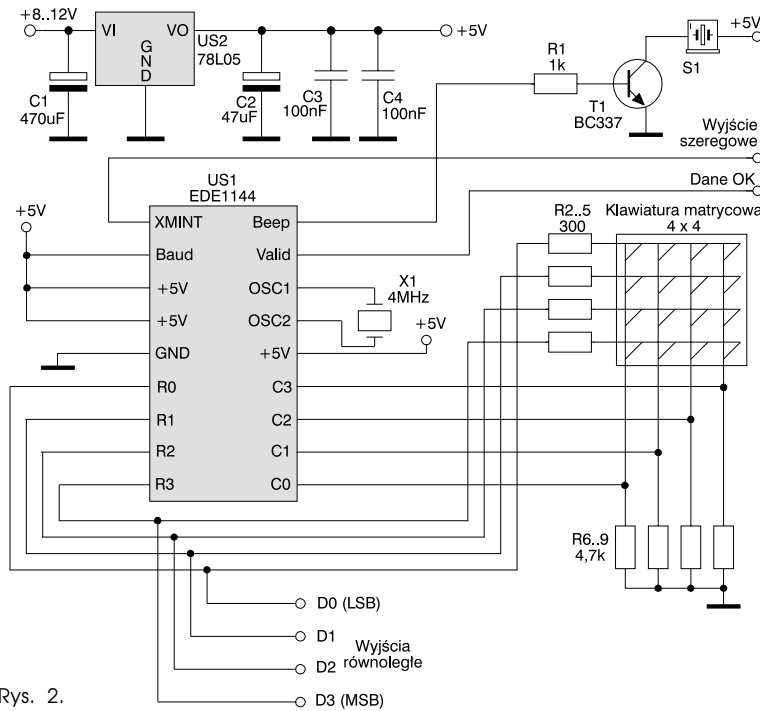 +8..12V
VI
VO
GND
US2
78L05
+5V
C1
470uF
C2
47uF
C3
100nF
C4
100nF
R1
1k
T1
BC337
S1
+5V
Wyjście
szeregowe
Dane OK
US1
EDE1144
+5V
XMINT
Baud
+5V
+5V
GND
R0
R1
R2
R3
Beep
Valid
OSC1
OSC2
+5V
C3
C2
C1
C0
X1
4MHz
+5V
R2..5
300
Klawiatura matrycowa
4 x 4
R6..9
4,7k
D0 (LSB)
D1
D2
D3 (MSB)
Wyjścia
równoległe
Rys. 2.